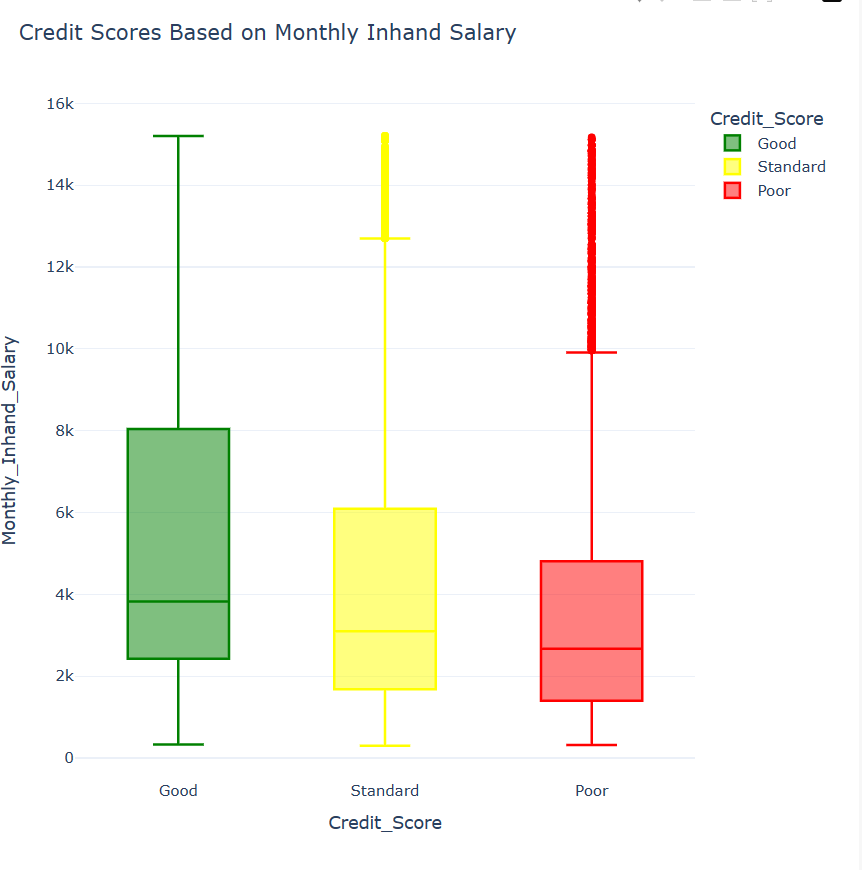 Credit Scores Based on Monthly Inhand Salary
16k
14k
12k
10k
8k
6k
4k
2k
0
Monthly_Inhand_Salary
Good
Standard
Poor
Credit_Score
Credit_Score
Good
Standard
Poor